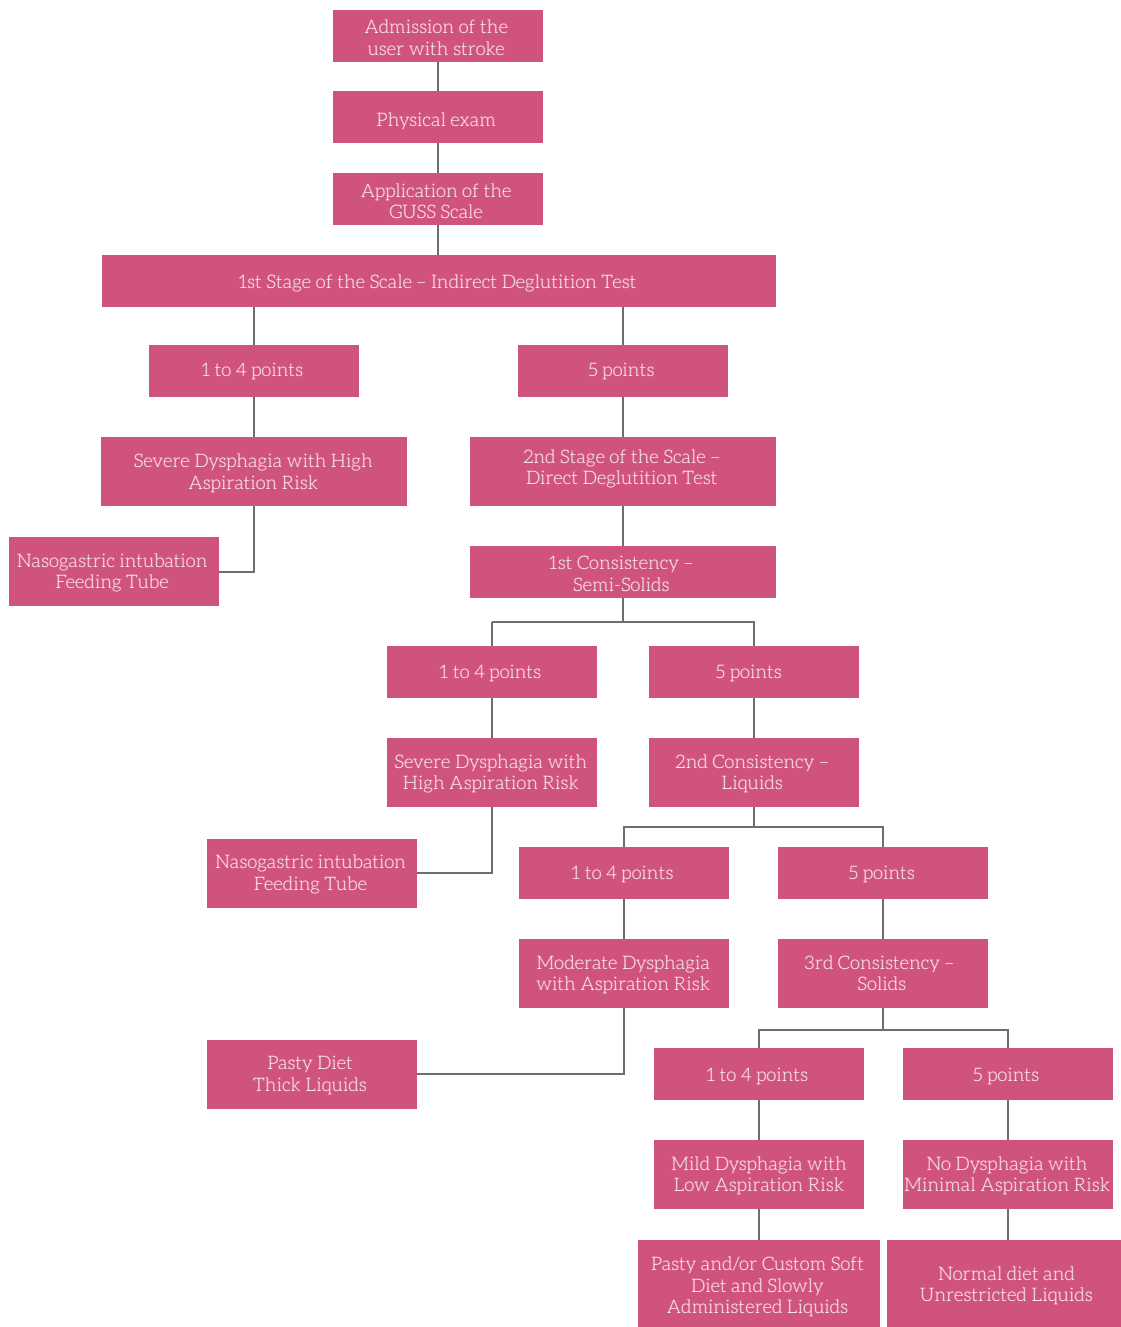 Admission of the
user with stroke
Physical exam
Application of the
GUSS Scale
1st Stage of the Scale – Indirect Deglutition Test
1 to 4 points
5 points
Severe Dysphagia with High
Aspiration Risk
2nd Stage of the Scale –
Direct Deglutition Test
Nasogastric intubation
Feeding Tube
1st Consistency –
Semi-Solids
1 to 4 points
5 points
Severe Dysphagia with
High Aspiration Risk
2nd Consistency –
Liquids
Nasogastric intubation
Feeding Tube
1 to 4 points
5 points
Moderate Dysphagia
with Aspiration Risk
3rd Consistency –
Solids
Pasty Diet
Thick Liquids
1 to 4 points
5 points
Mild Dysphagia with
Low Aspiration Risk
No Dysphagia with
Minimal Aspiration Risk
Pasty and/or Custom Soft
Diet and Slowly
Administered Liquids
Normal diet and
Unrestricted Liquids